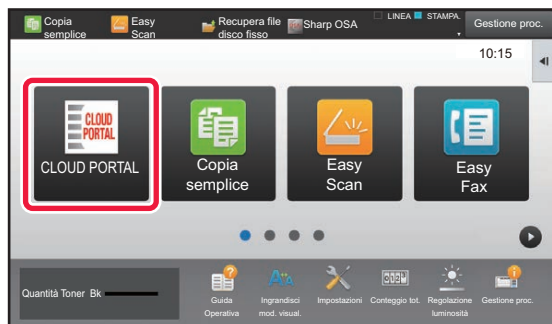 Copia semplice
Easy Scan
Recupera file disco fisso
Sharp OSA
LINEA
STAMPA.
Gestione proc.
10:15
CLOUD PORTAL
CLOUD PORTAL
Copia semplice
Easy Scan
Easy Fax
Quantità Toner Bk
Guida Operativa
Ingrandisci mod. visual.
Impostazioni
Conteggio tot.
Regolazione luminosità
Gestione proc.